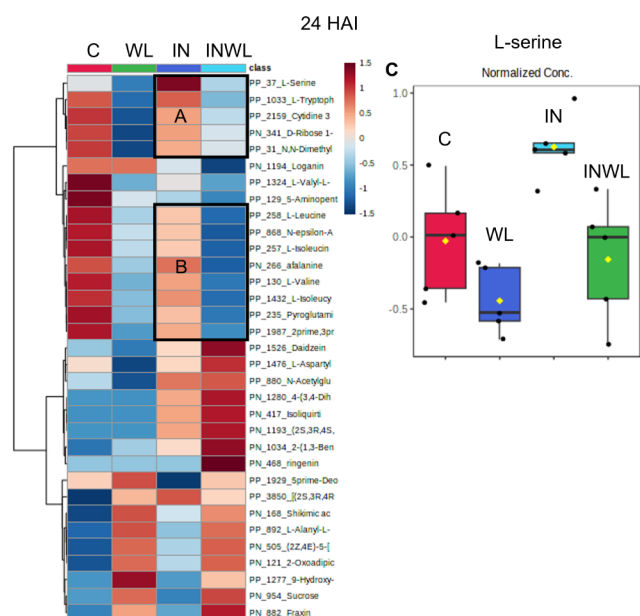 24 HAI
C WL IN INWL
class
PP_37_L-Serine
PP_1033_L-Tryptoph
PP_2159_Cytidine 3
PN_341_D-Ribose 1-
PP_31_N,N-Dimethyl
PN_1194_Loganin
PP_1324_L-Valyl-L-
PP_129_5-Aminopent
PP_258_L-Leucine
PP_868_N-epsilon-A
PP_257_L-Isoleucin
PN_266_afalanine
PP_130_L-Valine
PP_1432_L-Isoleucy
PP_235_Pyroglutami
PP_1987_2prime,3pr
PP_1526_Daidzein
PP_1476_L-Aspartyl
PP_880_N-Acetylglu
PN_1280_4-(3,4-Dih
PN_417_Isoliquirti
PN_1193_(2S,3R,4S,
PN_1034_2-(1,3-Ben
PN_468_ringenin
PP_1929_5prime-Deo
PP_3850_[(2S,3R,4R
PN_168_Shikimic ac
PP_892_L-Alanyl-L-
PN_505_(2Z,4E)-5-[
PN_121_2-Oxoadipic
PP_1277_9-Hydroxy-
PN_954_Sucrose
PN_882_Fraxin
A
B
1.5
1
0.5
0
-0.5
-1
-1.5
L-serine
C
Normalized Conc.
1.0
0.5
0.0
-0.5
C
WL
IN
INWL